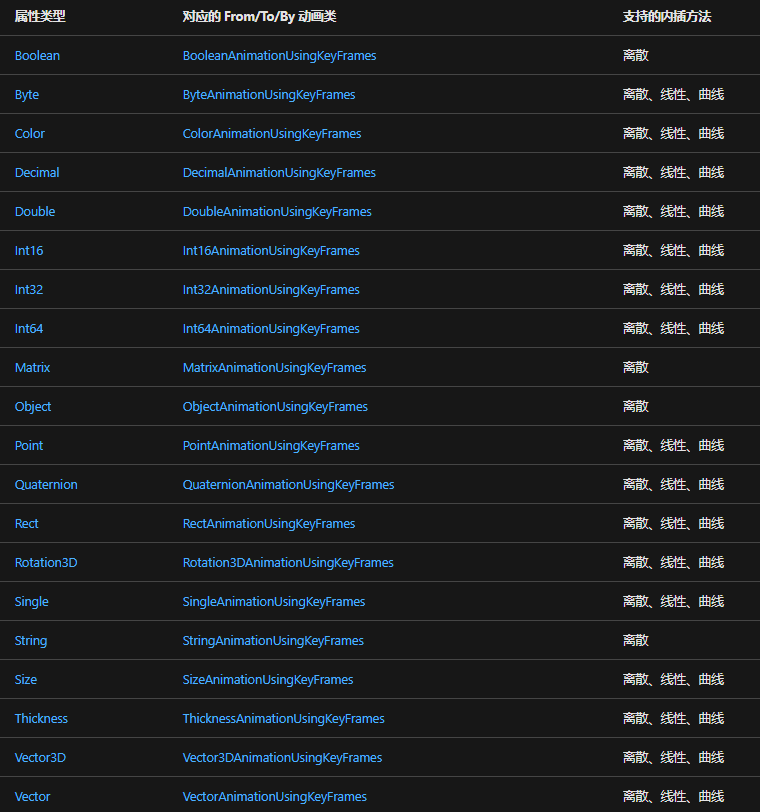 属性类型 对应的 From/To/By 动画类 支持的内插方法
Boolean BooleanAnimationUsingKeyFrames 离散
Byte ByteAnimationUsingKeyFrames 离散、线性、曲线
Color ColorAnimationUsingKeyFrames 离散、线性、曲线
Decimal DecimalAnimationUsingKeyFrames 离散、线性、曲线
Double DoubleAnimationUsingKeyFrames 离散、线性、曲线
Int16 Int16AnimationUsingKeyFrames 离散、线性、曲线
Int32 Int32AnimationUsingKeyFrames 离散、线性、曲线
Int64 Int64AnimationUsingKeyFrames 离散、线性、曲线
Matrix MatrixAnimationUsingKeyFrames 离散
Object ObjectAnimationUsingKeyFrames 离散
Point PointAnimationUsingKeyFrames 离散、线性、曲线
Quaternion QuaternionAnimationUsingKeyFrames 离散、线性、曲线
Rect RectAnimationUsingKeyFrames 离散、线性、曲线
Rotation3D Rotation3DAnimationUsingKeyFrames 离散、线性、曲线
Single SingleAnimationUsingKeyFrames 离散、线性、曲线
String StringAnimationUsingKeyFrames 离散
Size SizeAnimationUsingKeyFrames 离散、线性、曲线
Thickness ThicknessAnimationUsingKeyFrames 离散、线性、曲线
Vector3D Vector3DAnimationUsingKeyFrames 离散、线性、曲线
Vector VectorAnimationUsingKeyFrames 离散、线性、曲线